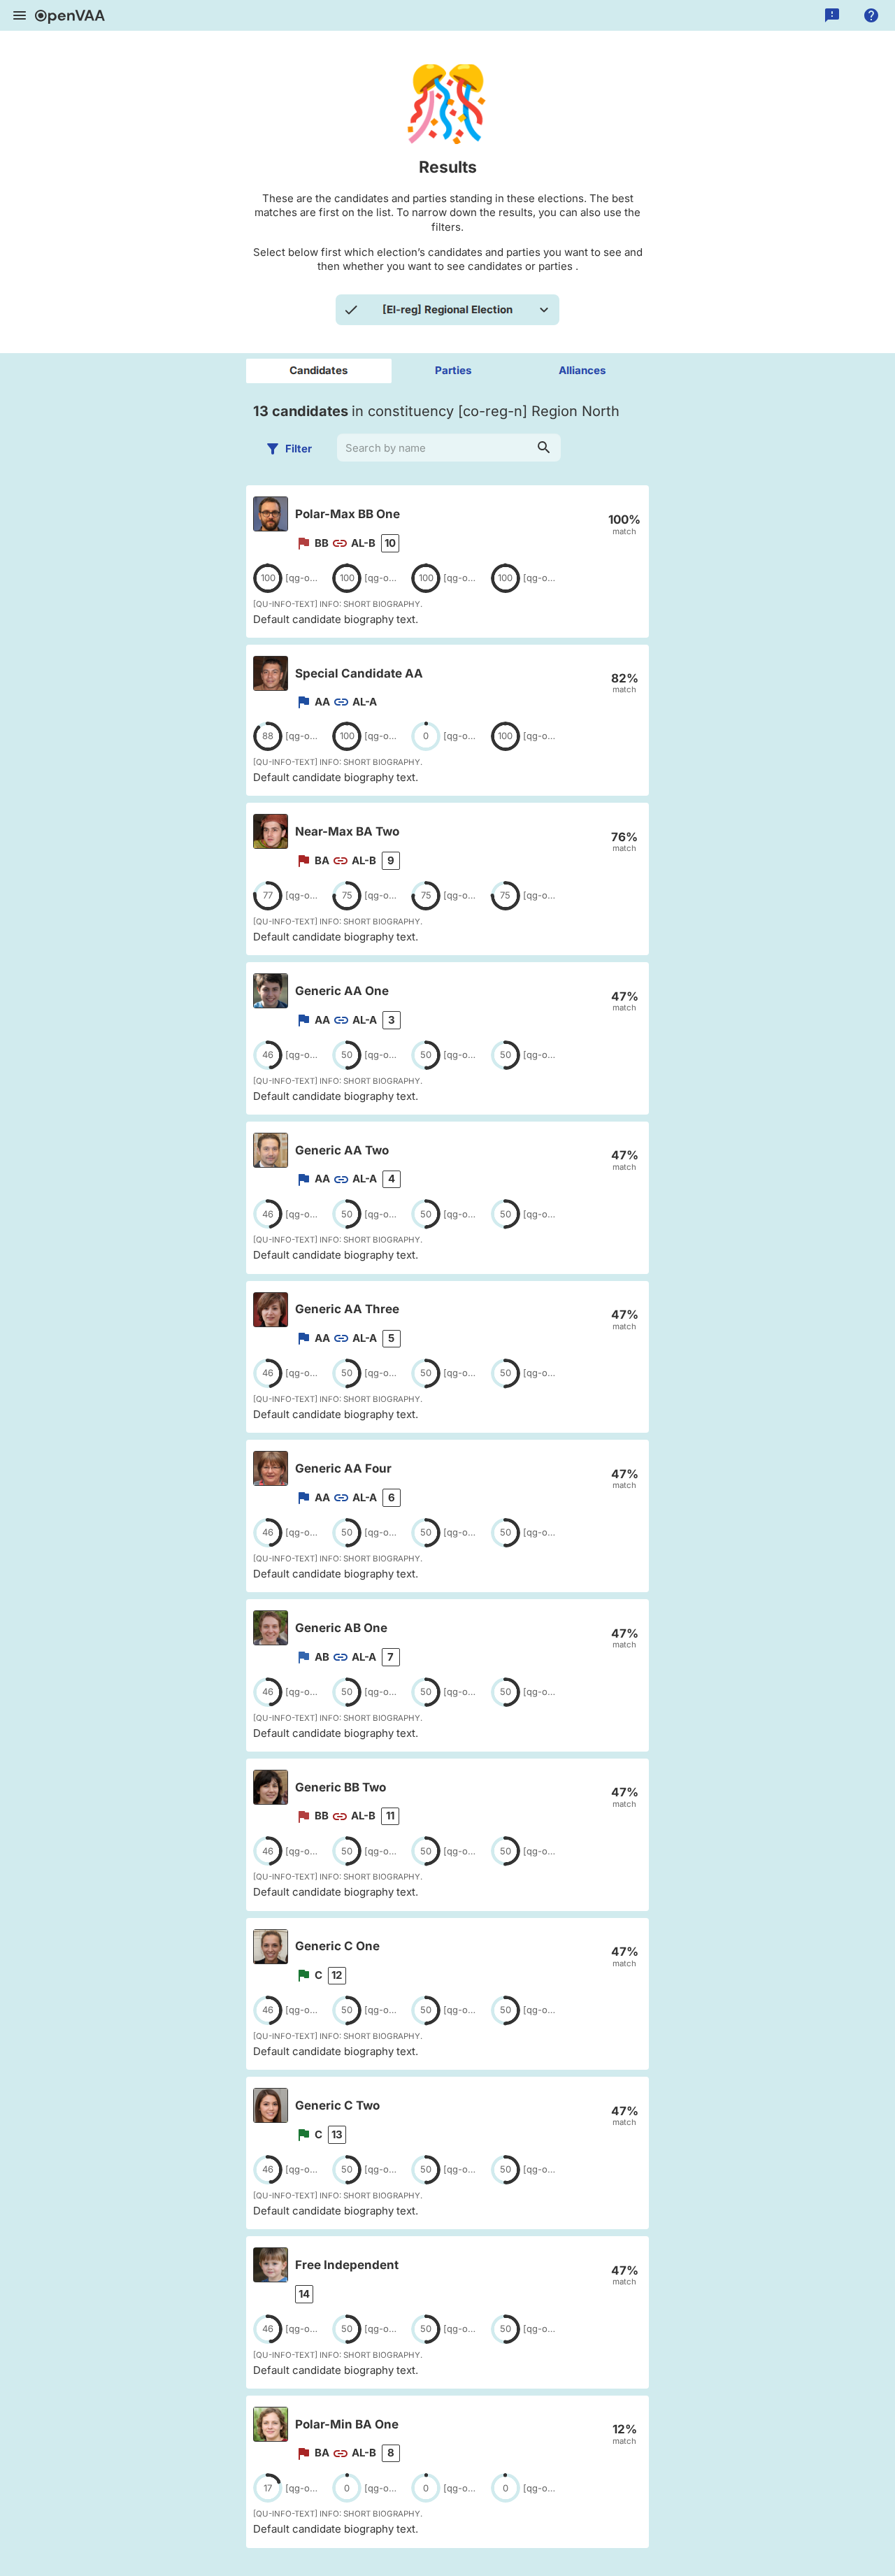 OpenVAA
Results
These are the candidates and parties standing in these elections. The best
matches are first on the list. To narrow down the results, you can also use the
filters.
Select below first which election’s candidates and parties you want to see and
then whether you want to see candidates or parties .
[El-reg] Regional Election
Candidates Parties Alliances
13 candidates in constituency [co-reg-n] Region North
Filter Search by name
Polar-Max BB One
100%
match
BB AL-B 10
100 [qg-o... 100 [qg-o... 100 [qg-o... 100 [qg-o...
[QU-INFO-TEXT] INFO: SHORT BIOGRAPHY.
Default candidate biography text.
Special Candidate AA
82%
match
AA AL-A
88 [qg-o... 100 [qg-o... 0 [qg-o... 100 [qg-o...
[QU-INFO-TEXT] INFO: SHORT BIOGRAPHY.
Default candidate biography text.
Near-Max BA Two
76%
match
BA AL-B 9
77 [qg-o... 75 [qg-o... 75 [qg-o... 75 [qg-o...
[QU-INFO-TEXT] INFO: SHORT BIOGRAPHY.
Default candidate biography text.
Generic AA One
47%
match
AA AL-A 3
46 [qg-o... 50 [qg-o... 50 [qg-o... 50 [qg-o...
[QU-INFO-TEXT] INFO: SHORT BIOGRAPHY.
Default candidate biography text.
Generic AA Two
47%
match
AA AL-A 4
46 [qg-o... 50 [qg-o... 50 [qg-o... 50 [qg-o...
[QU-INFO-TEXT] INFO: SHORT BIOGRAPHY.
Default candidate biography text.
Generic AA Three
47%
match
AA AL-A 5
46 [qg-o... 50 [qg-o... 50 [qg-o... 50 [qg-o...
[QU-INFO-TEXT] INFO: SHORT BIOGRAPHY.
Default candidate biography text.
Generic AA Four
47%
match
AA AL-A 6
46 [qg-o... 50 [qg-o... 50 [qg-o... 50 [qg-o...
[QU-INFO-TEXT] INFO: SHORT BIOGRAPHY.
Default candidate biography text.
Generic AB One
47%
match
AB AL-A 7
46 [qg-o... 50 [qg-o... 50 [qg-o... 50 [qg-o...
[QU-INFO-TEXT] INFO: SHORT BIOGRAPHY.
Default candidate biography text.
Generic BB Two
47%
match
BB AL-B 11
46 [qg-o... 50 [qg-o... 50 [qg-o... 50 [qg-o...
[QU-INFO-TEXT] INFO: SHORT BIOGRAPHY.
Default candidate biography text.
Generic C One
47%
match
C 12
46 [qg-o... 50 [qg-o... 50 [qg-o... 50 [qg-o...
[QU-INFO-TEXT] INFO: SHORT BIOGRAPHY.
Default candidate biography text.
Generic C Two
47%
match
C 13
46 [qg-o... 50 [qg-o... 50 [qg-o... 50 [qg-o...
[QU-INFO-TEXT] INFO: SHORT BIOGRAPHY.
Default candidate biography text.
Free Independent
47%
match
14
46 [qg-o... 50 [qg-o... 50 [qg-o... 50 [qg-o...
[QU-INFO-TEXT] INFO: SHORT BIOGRAPHY.
Default candidate biography text.
Polar-Min BA One
12%
match
BA AL-B 8
17 [qg-o... 0 [qg-o... 0 [qg-o... 0 [qg-o...
[QU-INFO-TEXT] INFO: SHORT BIOGRAPHY.
Default candidate biography text.